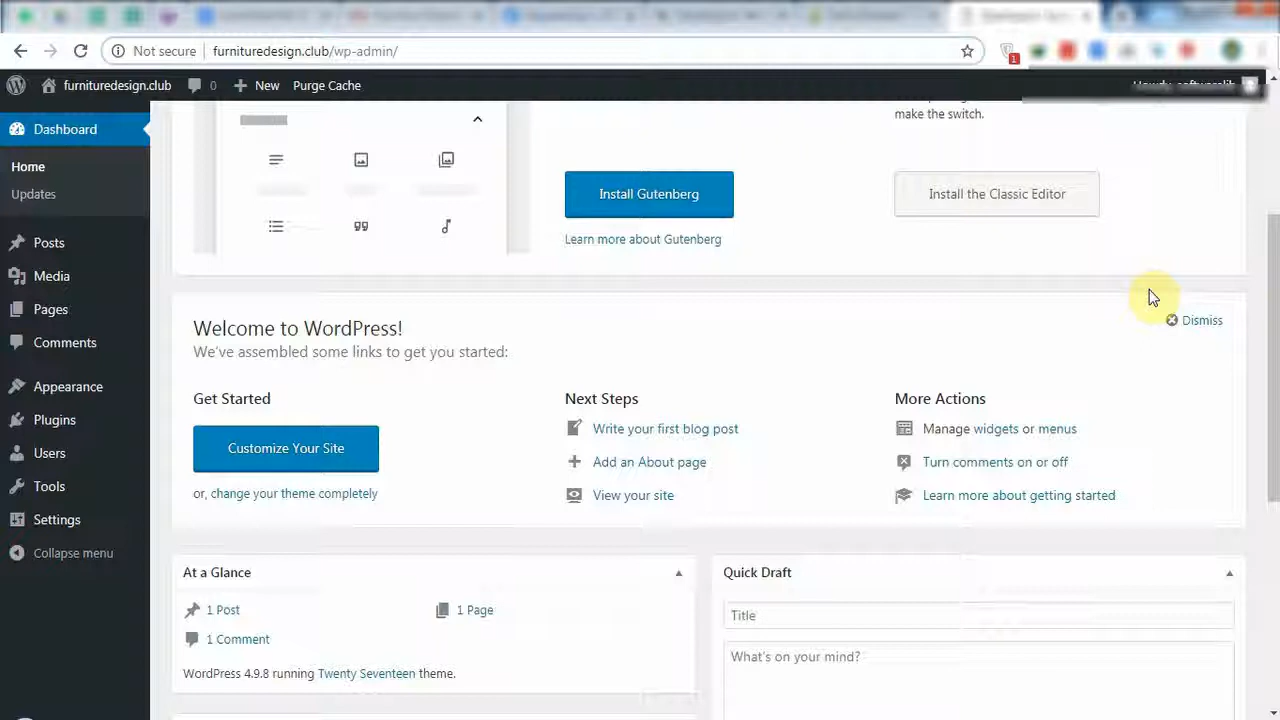 Not secure
furnituredesign.club/wp-admin/
1
furnituredesign.club
0
New
Purge Cache
Dashboard
Home
Updates
Posts
Media
Pages
Comments
Appearance
Plugins
Users
Tools
Settings
Collapse menu
make the switch.
Install Gutenberg
Install the Classic Editor
Learn more about Gutenberg
Welcome to WordPress!
Dismiss
We've assembled some links to get you started:
Get Started
Customize Your Site
or, change your theme completely
Next Steps
Write your first blog post
Add an About page
View your site
More Actions
Manage widgets or menus
Turn comments on or off
Learn more about getting started
At a Glance
1 Post
1 Page
1 Comment
WordPress 4.9.8 running Twenty Seventeen theme.
Quick Draft
Title
What's on your mind?